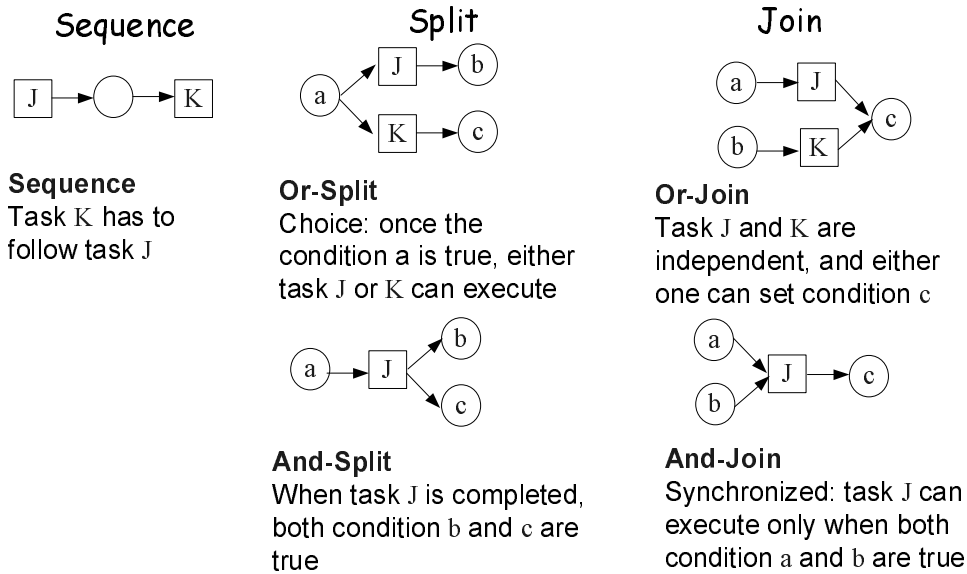 Sequence
J
K
Sequence
Task K has to
follow task J
Split
a
J
b
K
c
Or-Split
Choice: once the
condition a is true, either
task J or K can execute
a
J
b
c
And-Split
When task J is completed,
both condition b and c are
true
Join
a
J
b
K
c
Or-Join
Task J and K are
independent, and either
one can set condition c
a
b
J
c
And-Join
Synchronized: task J can
execute only when both
condition a and b are true